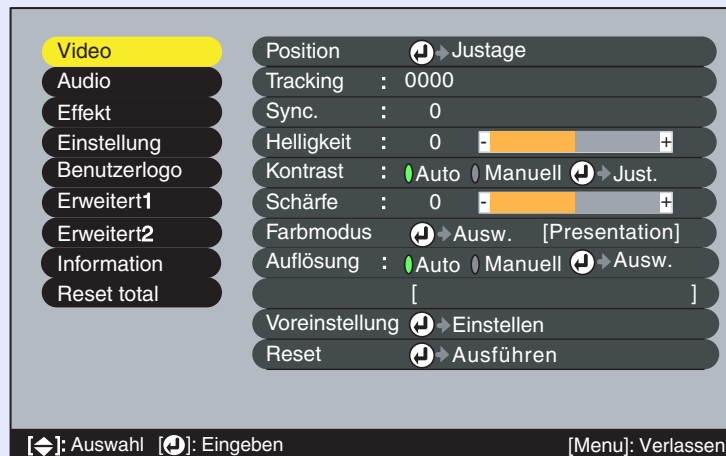 Video
Audio
Effekt
Einstellung
Benutzerlogo
Erweitert1
Erweitert2
Information
Reset total
Position Justage
Tracking : 0000
Sync. : 0
Helligkeit : 0 - +
Kontrast : Auto Manuell Just.
Schärfe : 0 - +
Farbmodus Ausw. [Presentation]
Auflösung : Auto Manuell Ausw.
[ ]
Voreinstellung Einstellen
Reset Ausführen
[ ]: Auswahl [ ]: Eingeben [Menu]: Verlassen